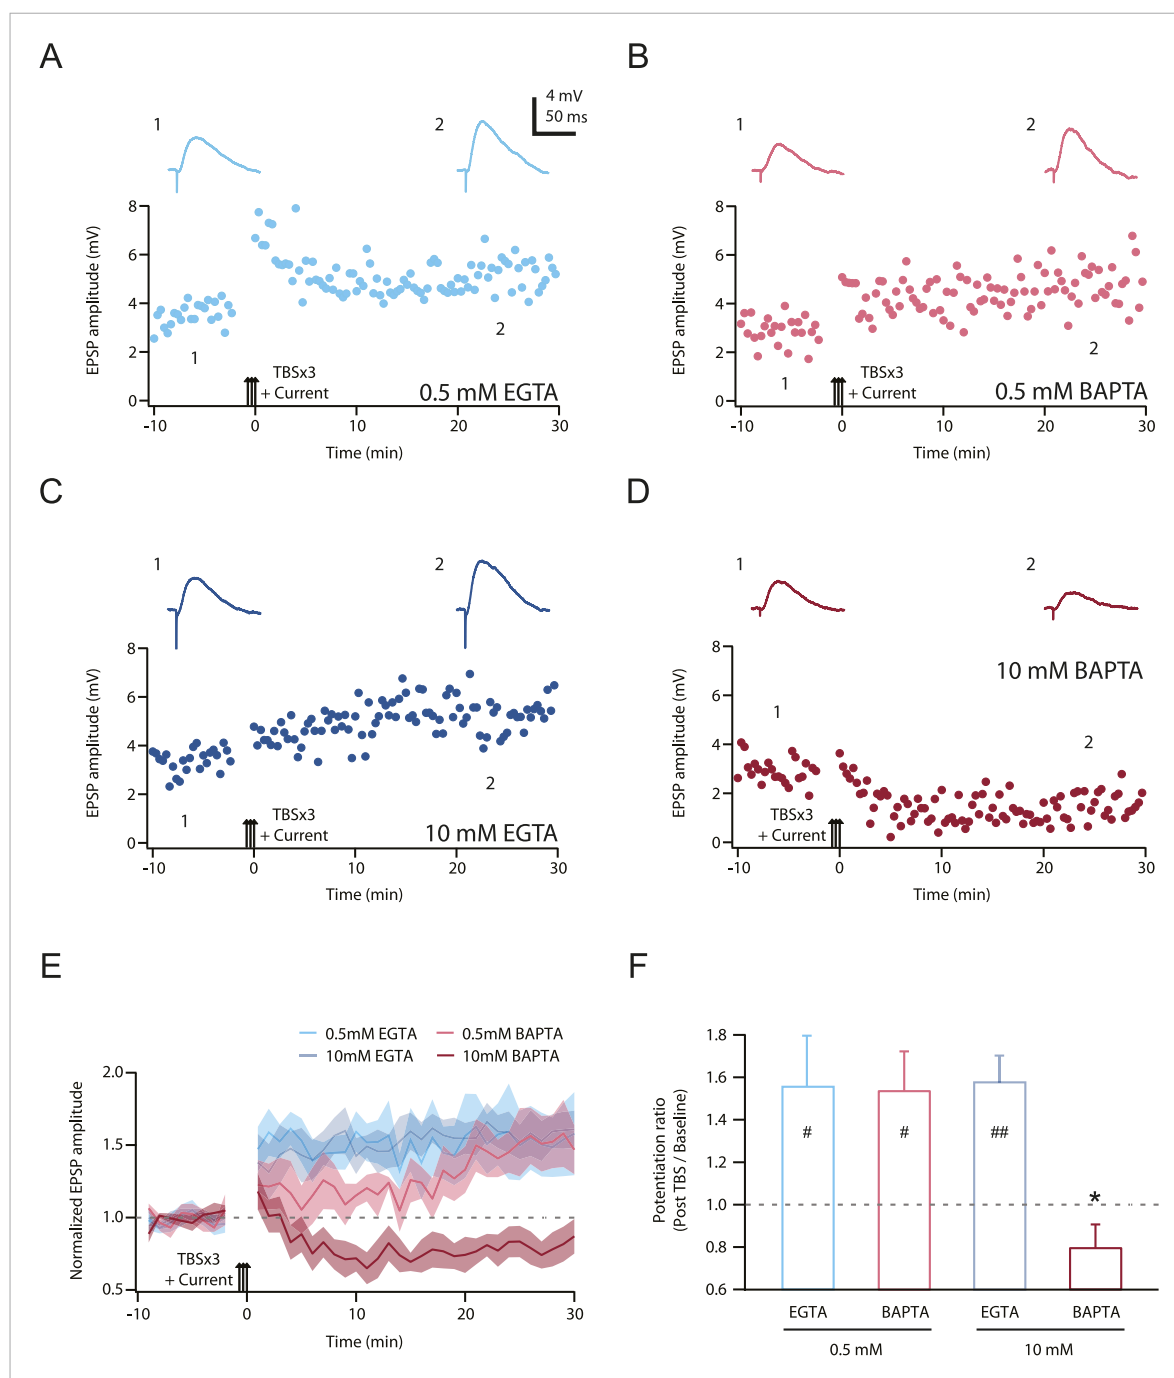 A
B
4 mV
50 ms
1
2
1
2
EPSP amplitude (mV)
8
6
4
2
0
1
2
TBSx3
+ Current
0.5 mM EGTA
-10
0
10
20
30
Time (min)
EPSP amplitude (mV)
8
6
4
2
0
1
2
TBSx3
+ Current
0.5 mM BAPTA
-10
0
10
20
30
Time (min)
C
D
1
2
1
2
EPSP amplitude (mV)
8
6
4
2
0
1
2
TBSx3
+ Current
10 mM EGTA
-10
0
10
20
30
Time (min)
EPSP amplitude (mV)
8
6
4
2
0
10 mM BAPTA
1
2
TBSx3
+ Current
-10
0
10
20
30
Time (min)
E
F
0.5mM EGTA
0.5mM BAPTA
10mM EGTA
10mM BAPTA
Normalized EPSP amplitude
2.0
1.5
1.0
0.5
TBSx3
+ Current
-10
0
10
20
30
Time (min)
Potentiation ratio
(Post TBS / Baseline)
1.8
1.6
1.4
1.2
1.0
0.8
0.6
#
#
##
*
EGTA
BAPTA
EGTA
BAPTA
0.5 mM
10 mM